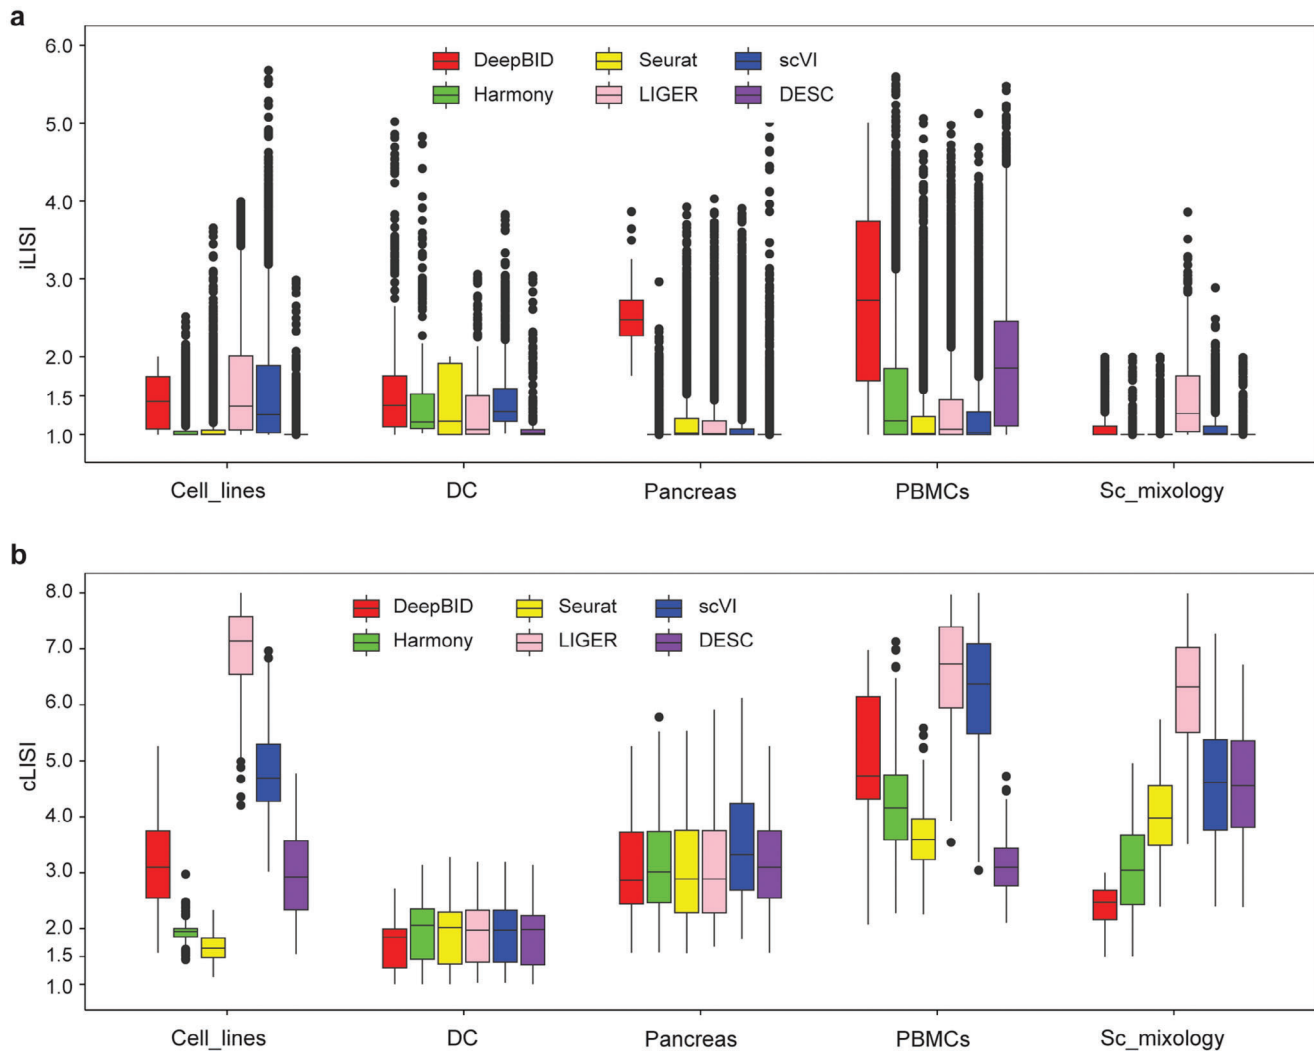 a
6.0
5.0
4.0
3.0
2.0
1.5
1.0
iLISI
DeepBID Seurat scVI
Harmony LIGER DESC
Cell_lines DC Pancreas PBMCs Sc_mixology
b
8.0
7.0
6.0
5.0
4.0
3.0
2.0
1.5
1.0
cLISI
DeepBID Seurat scVI
Harmony LIGER DESC
Cell_lines DC Pancreas PBMCs Sc_mixology